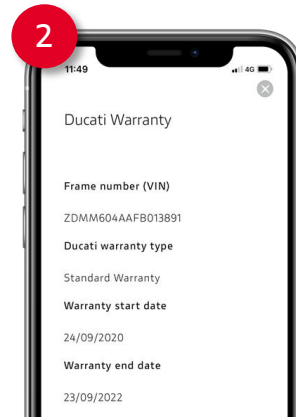 2
11:49
4G
Ducati Warranty
Frame number (VIN)
ZDMM604AAFB013891
Ducati warranty type
Standard Warranty
Warranty start date
24/09/2020
Warranty end date
23/09/2022